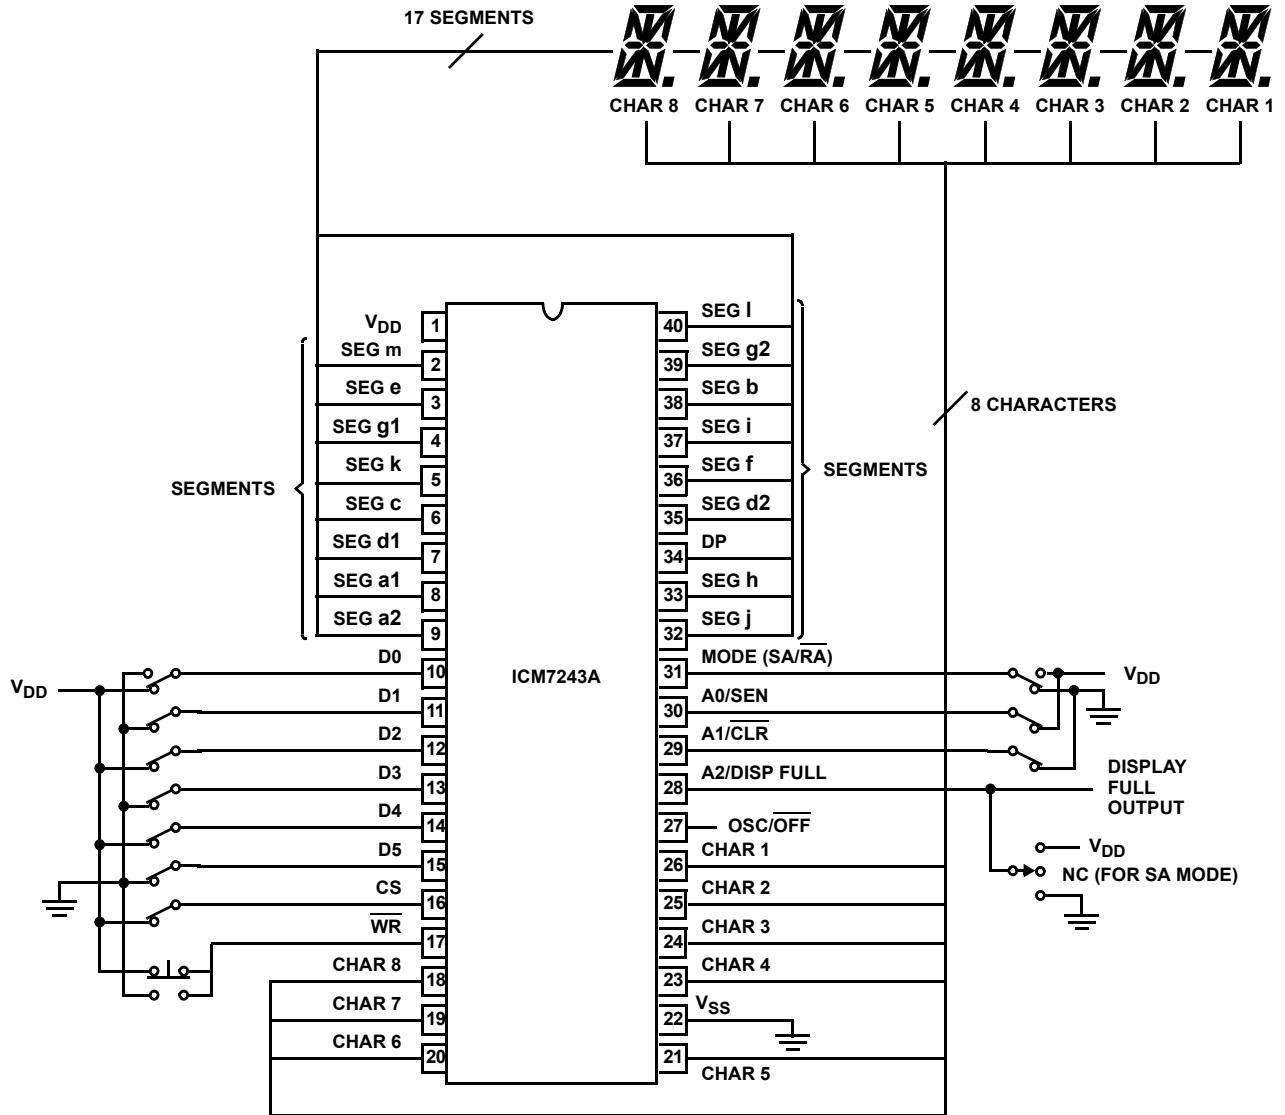 17 SEGMENTS
CHAR 8 CHAR 7 CHAR 6 CHAR 5 CHAR 4 CHAR 3 CHAR 2 CHAR 1
8 CHARACTERS
ICM7243A
SEGMENTS
VDD 1
SEG m 2
SEG e 3
SEG g1 4
SEG k 5
SEG c 6
SEG d1 7
SEG a1 8
SEG a2 9
VDD
D0 10
D1 11
D2 12
D3 13
D4 14
D5 15
CS 16
WR 17
CHAR 8 18
CHAR 7 19
CHAR 6 20
40 SEG l
39 SEG g2
38 SEG b
37 SEG i
36 SEG f
35 SEG d2
34 DP
33 SEG h
32 SEG j
SEGMENTS
31 MODE (SA/RA)
30 A0/SEN
29 A1/CLR
28 A2/DISP FULL
27 OSC/OFF
26 CHAR 1
25 CHAR 2
24 CHAR 3
23 CHAR 4
22 VSS
21 CHAR 5
VDD
DISPLAY
FULL
OUTPUT
VDD
NC (FOR SA MODE)